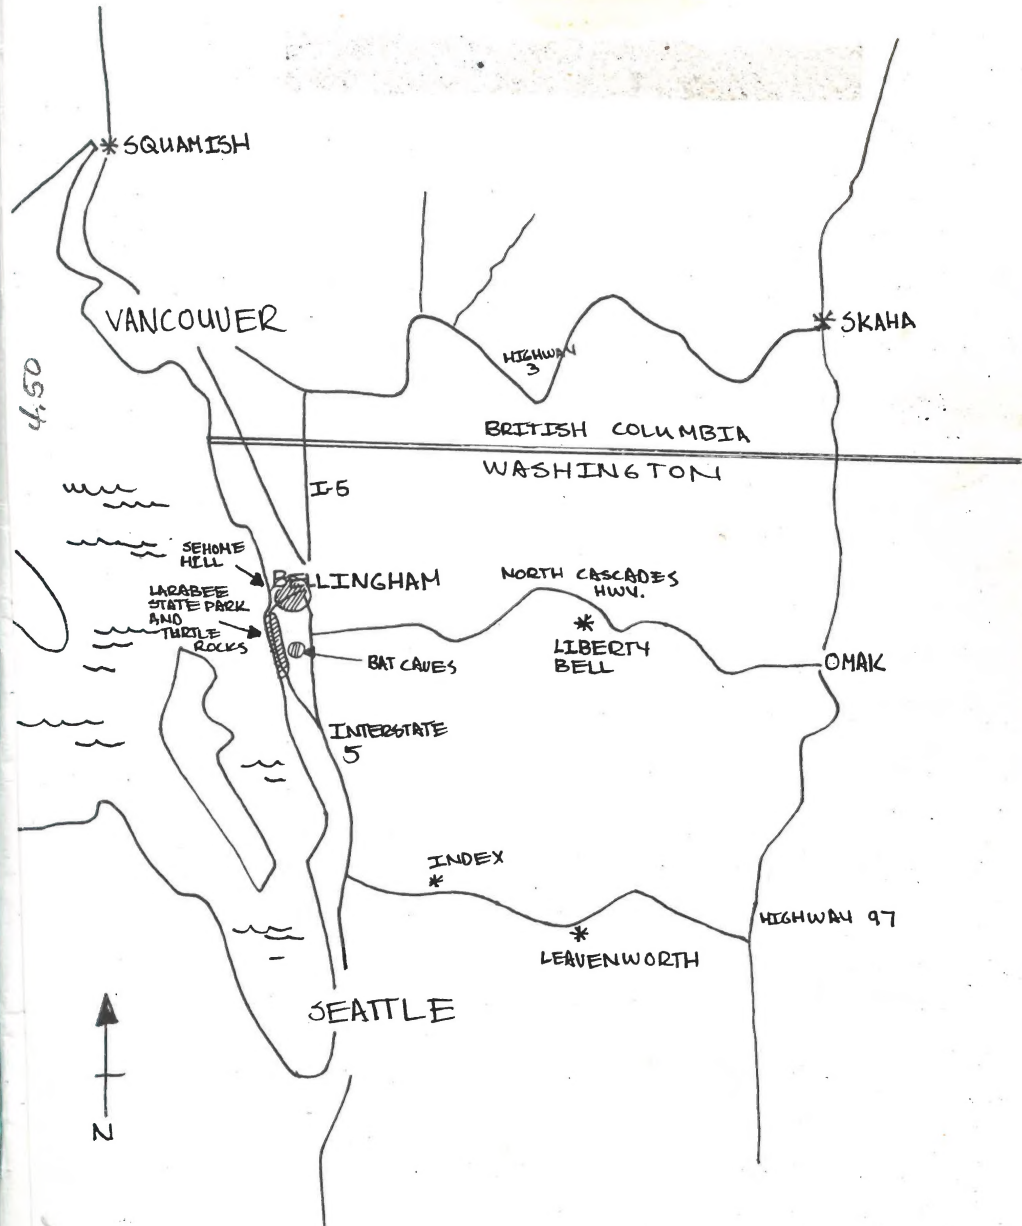 SQUAMISH
VANCOUVER
SKAHA
HIGHWAY
3
4.50
BRITISH COLUMBIA
WASHINGTON
I-5
SEHOME
HILL
BELLINGHAM
NORTH CASCADES
HWY.
LARABEE
STATE PARK
AND
TURTLE
ROCKS
LIBERTY
BELL
BAT CAVES
OMAK
INTERSTATE
5
INDEX
HIGHWAY 97
LEAVENWORTH
SEATTLE
N